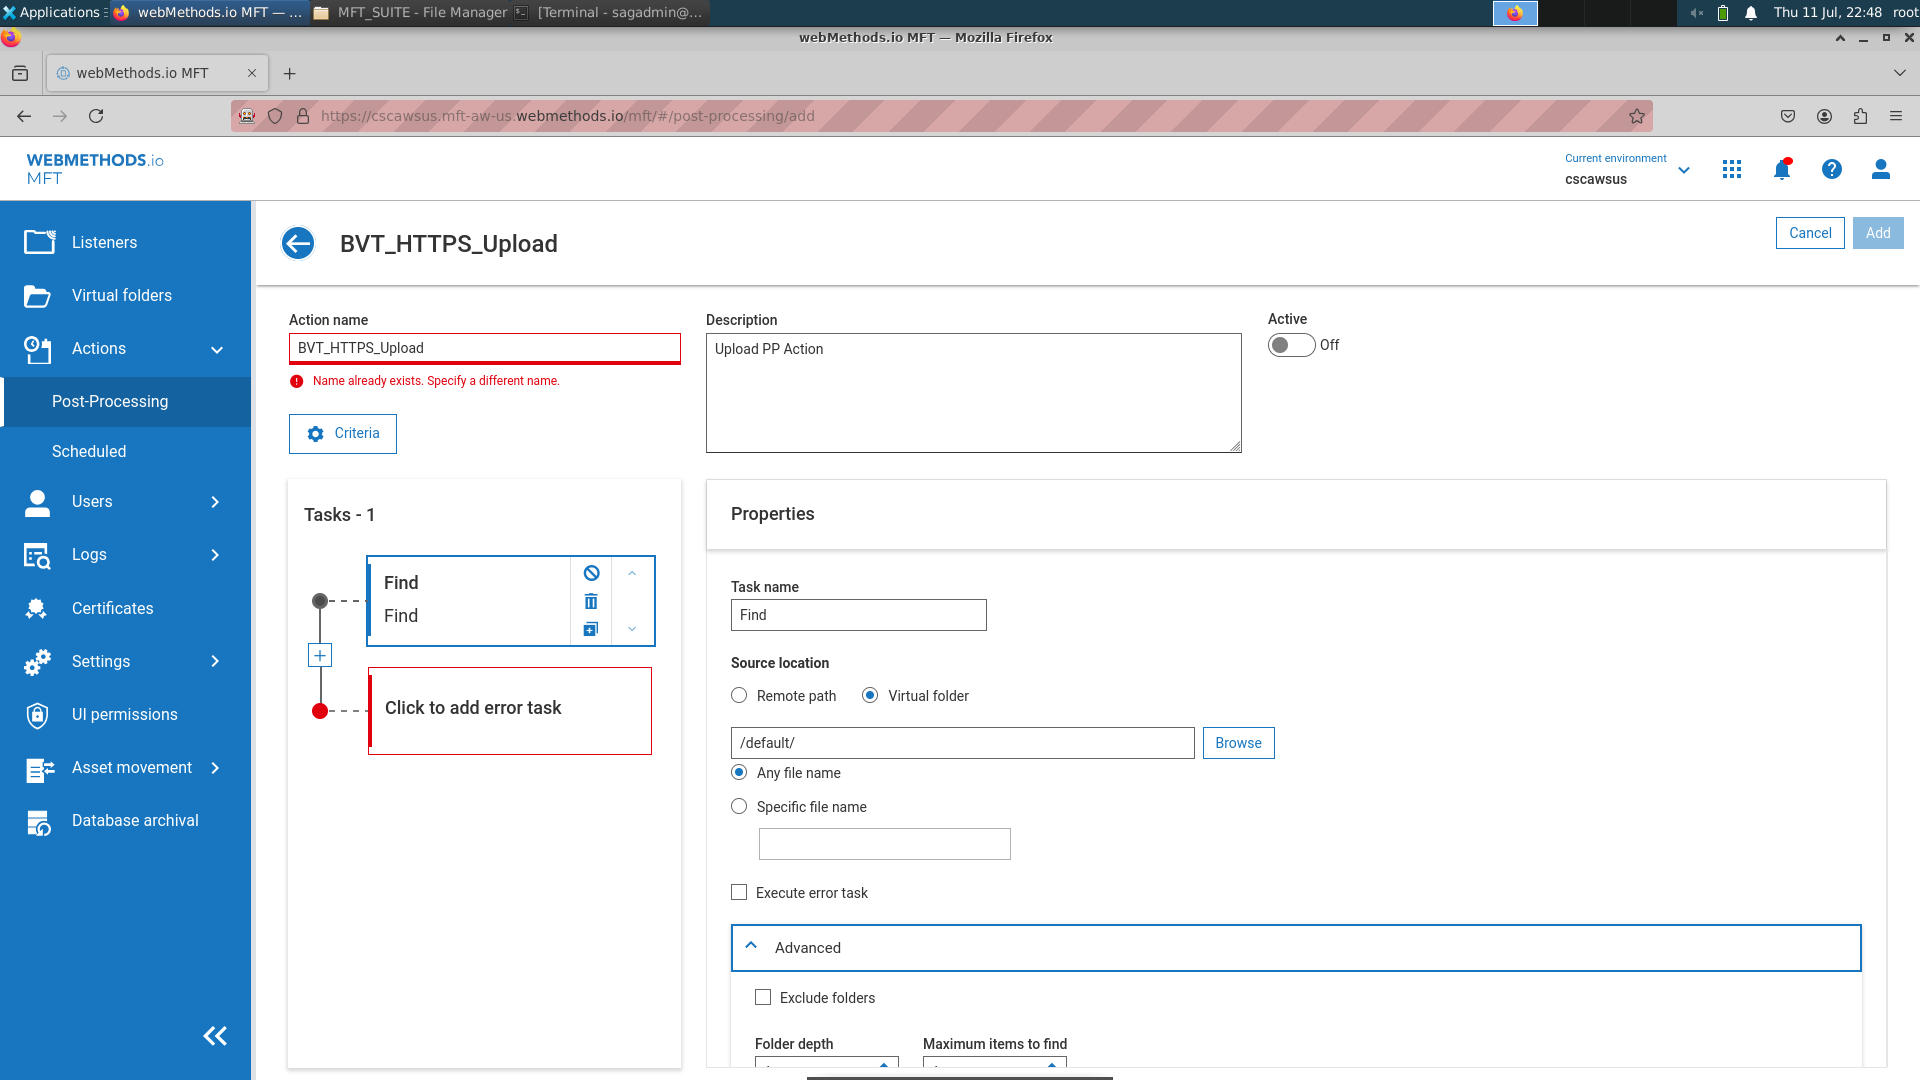 Applications
webMethods.io MFT — ...
MFT_SUITE - File Manager
[Terminal - sagadmin@...
Thu 11 Jul, 22:48
root
webMethods.io MFT — Mozilla Firefox
webMethods.io MFT
https://cscawsus.mft-aw-us.webmethods.io/mft/#/post-processing/add
WEBMETHODS.io
MFT
Current environment
cscawsus
Listeners
Virtual folders
Actions
Post-Processing
Scheduled
Users
Logs
Certificates
Settings
UI permissions
Asset movement
Database archival
BVT_HTTPS_Upload
Cancel
Add
Action name
BVT_HTTPS_Upload
Name already exists. Specify a different name.
Criteria
Description
Upload PP Action
Active
Off
Tasks - 1
Find
Find
Click to add error task
Properties
Task name
Find
Source location
Remote path
Virtual folder
/default/
Browse
Any file name
Specific file name
Execute error task
Advanced
Exclude folders
Folder depth
Maximum items to find